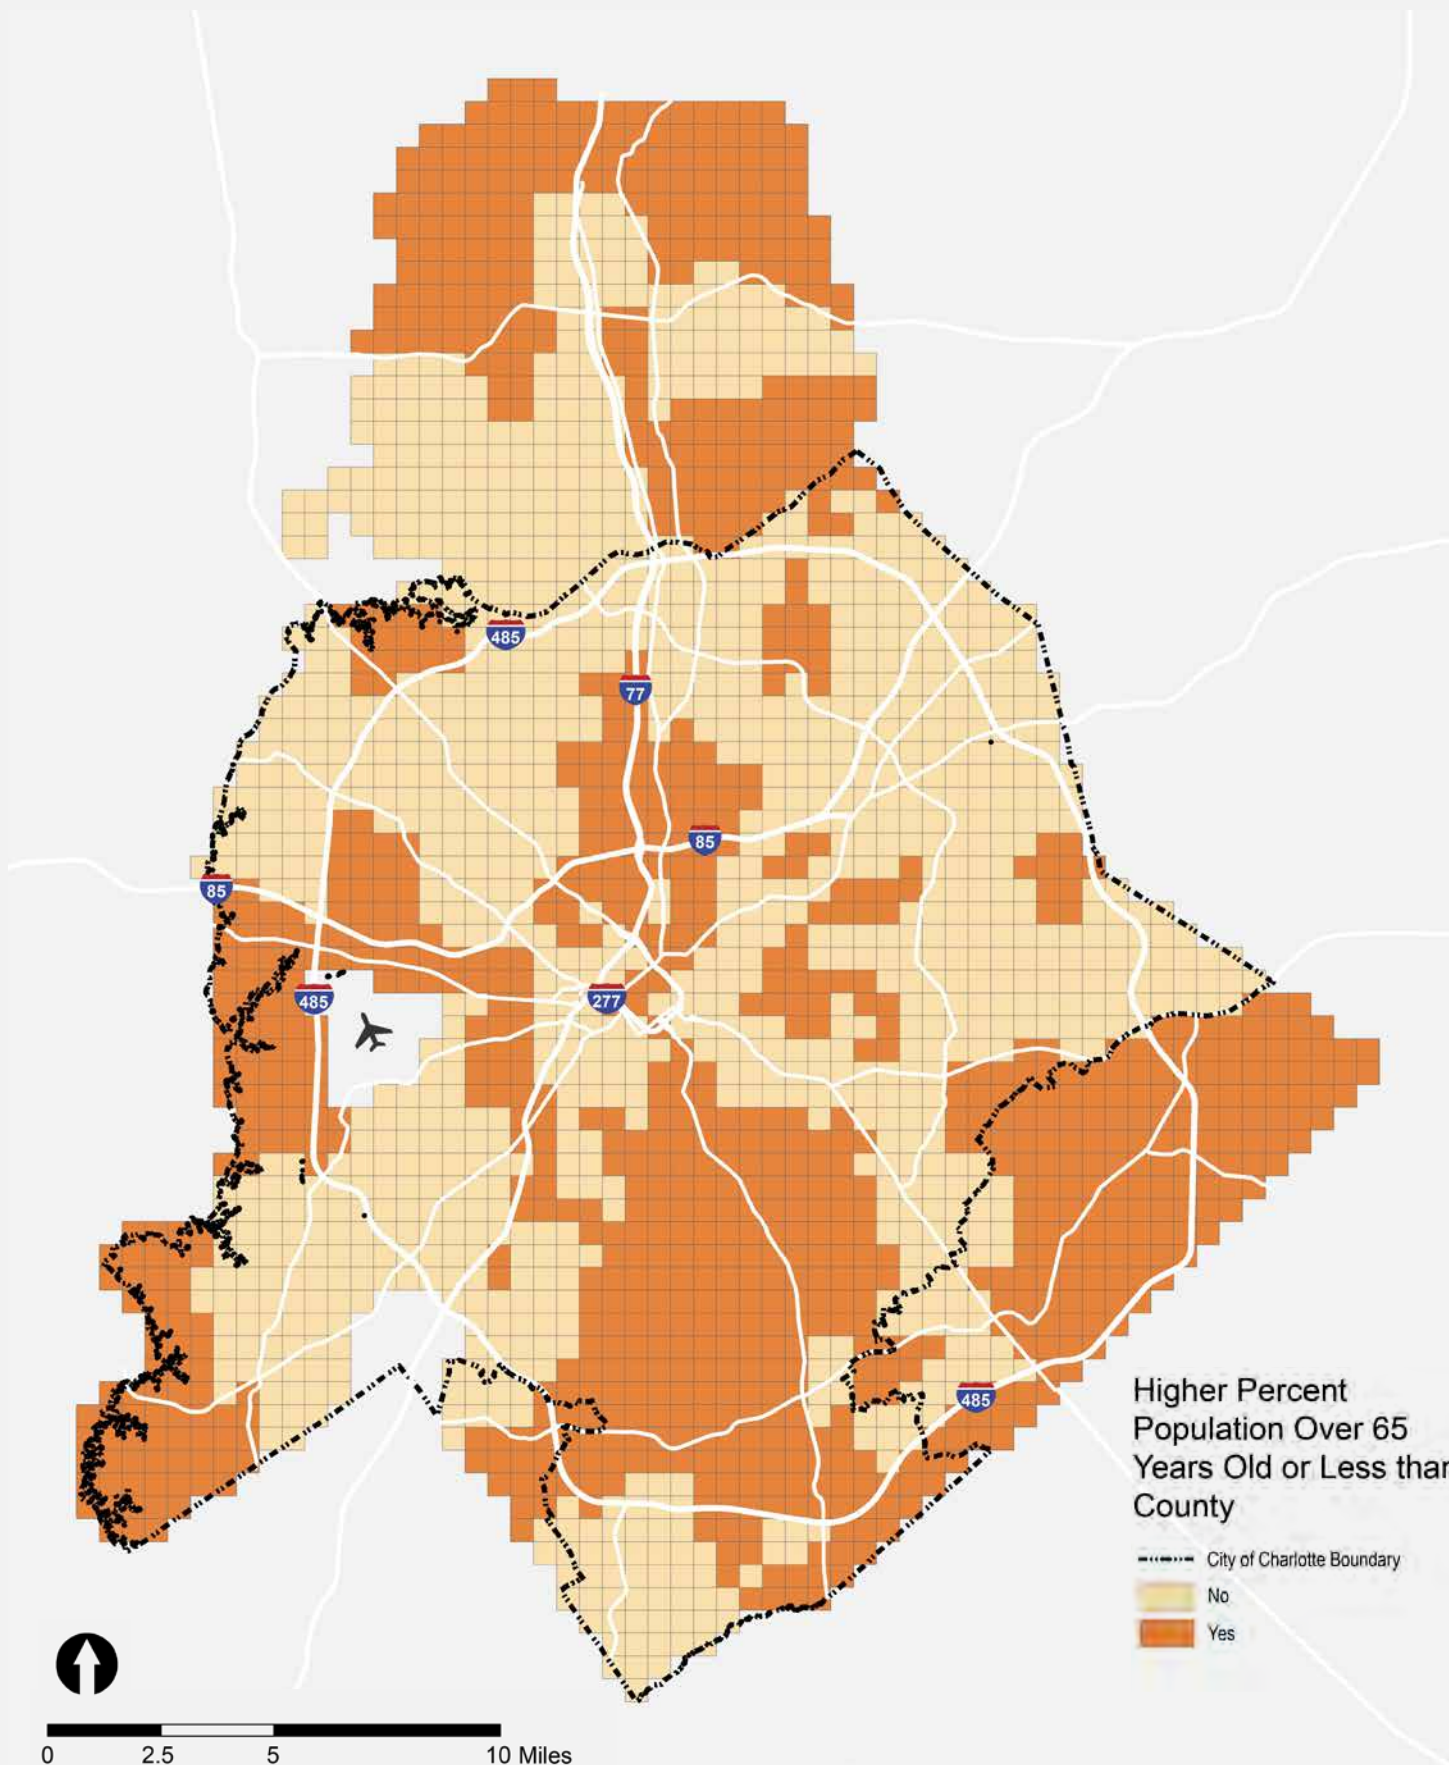 485
77
85
85
485
277
485
Higher Percent
Population Over 65
Years Old or Less than
County
City of Charlotte Boundary
No
Yes
0 2.5 5 10 Miles